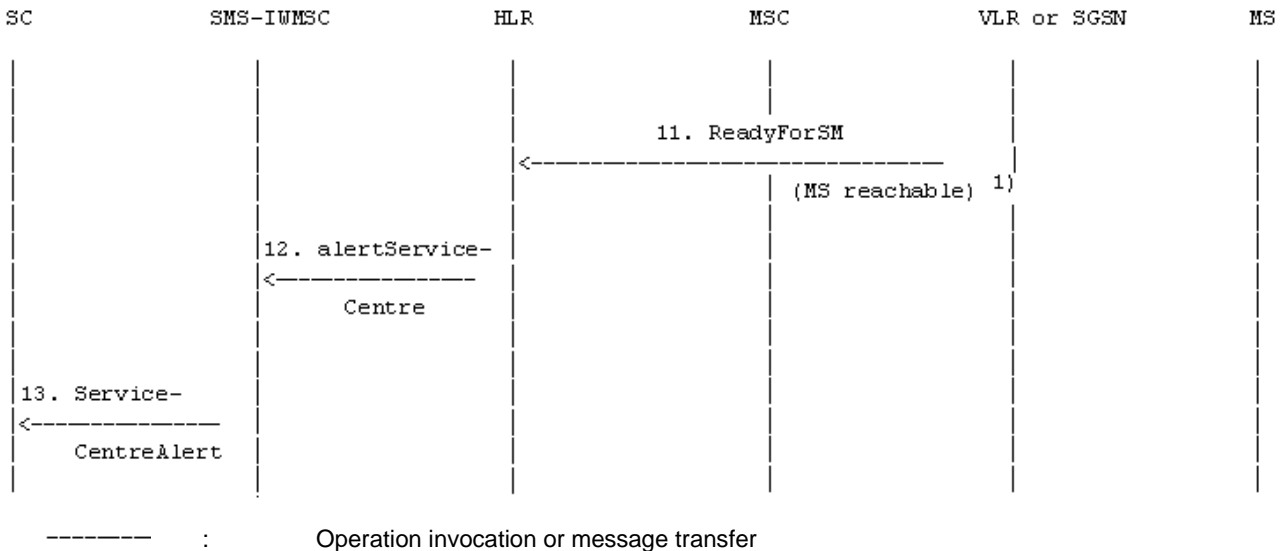 SC SMS-IWMSC HLR MSC VLR or SGSN MS
11. ReadyForSM
(MS reachable) 1)
12. alertService-
Centre
13. Service-
CentreAlert
: Operation invocation or message transfer